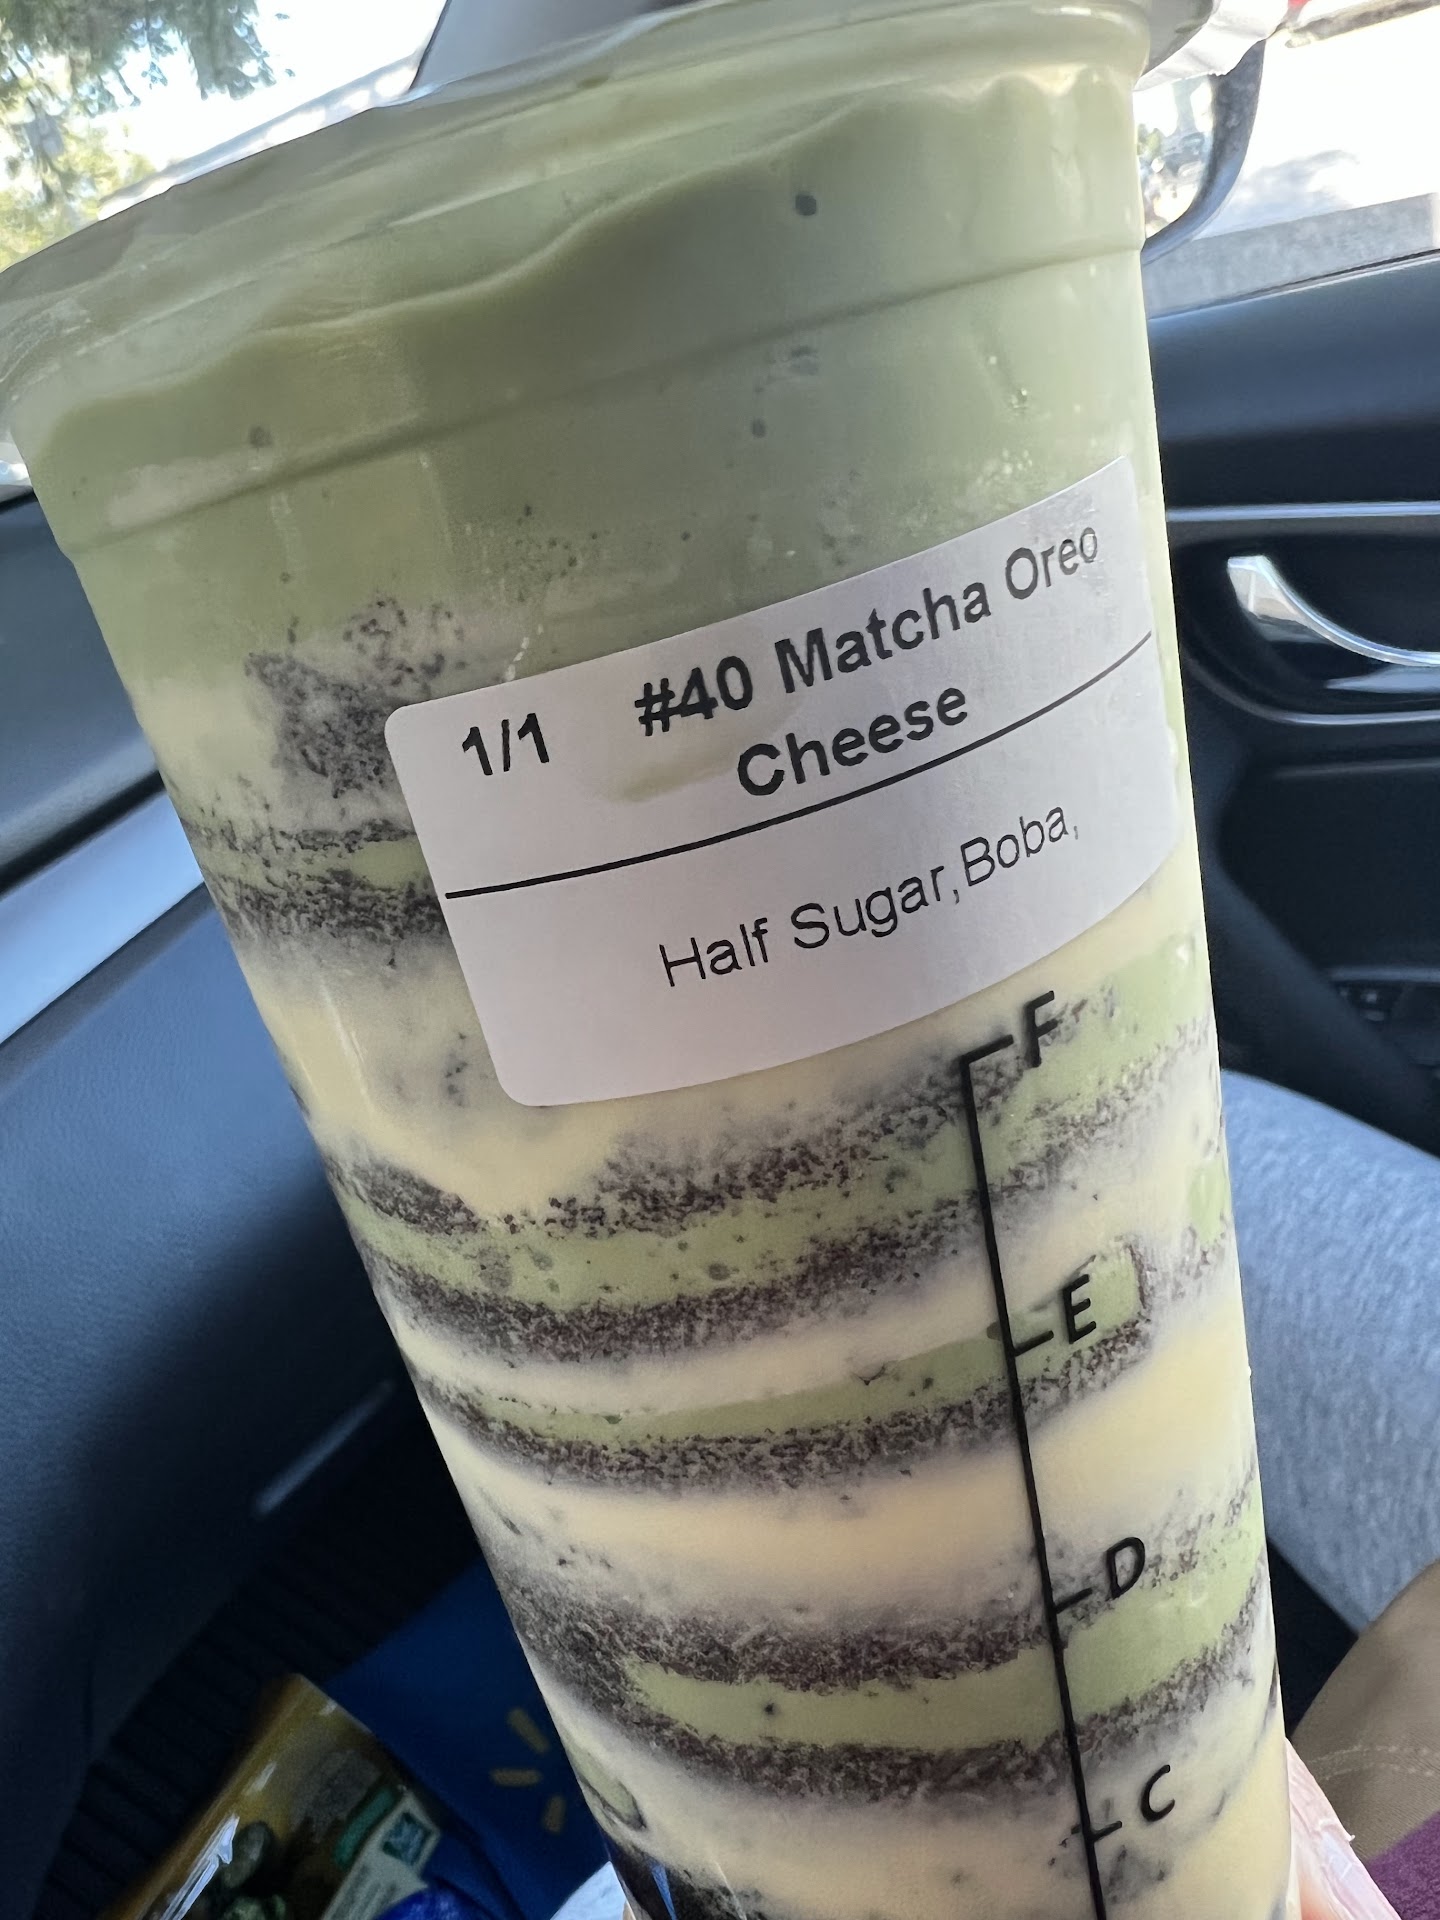 1/1 #40 Matcha Oreo
Cheese
Half Sugar,Boba,
F
E
D
C